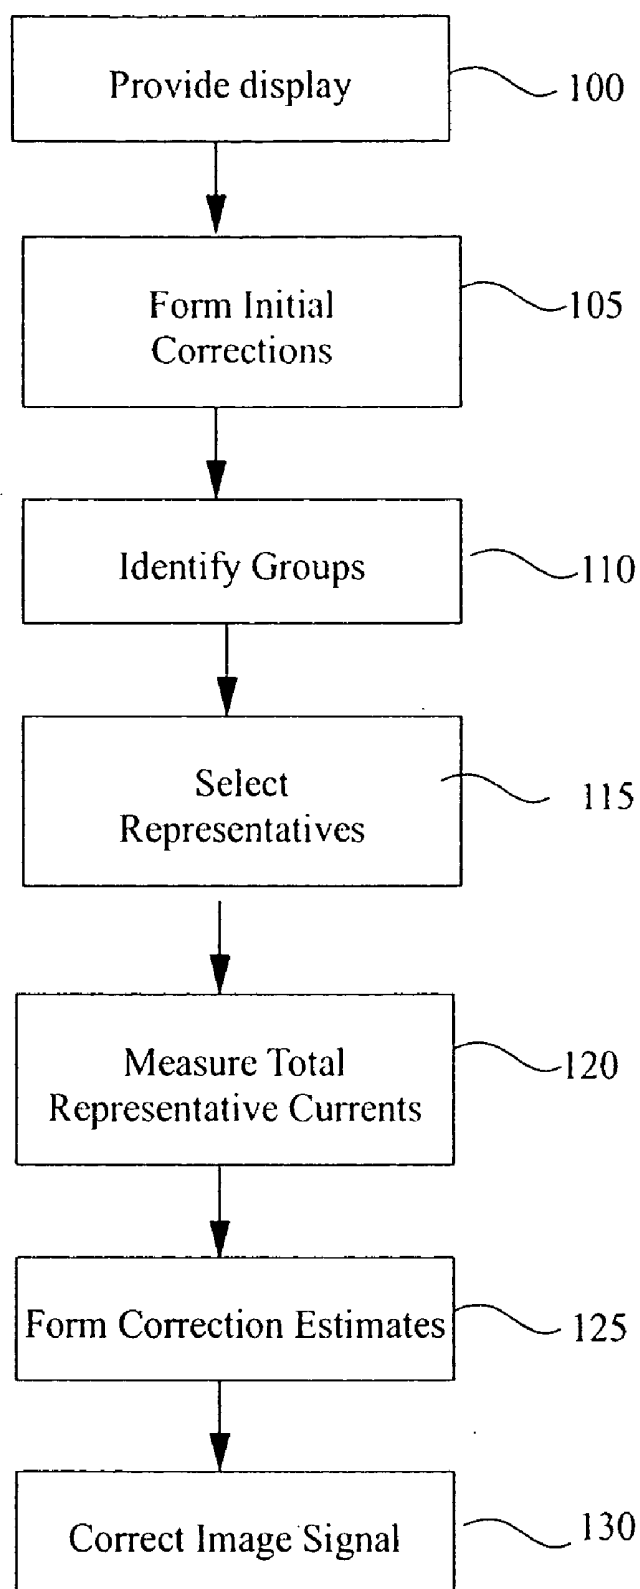 Provide display
100
Form Initial
Corrections
105
Identify Groups
110
Select
Representatives
115
Measure Total
Representative Currents
120
Form Correction Estimates
125
Correct Image Signal
130